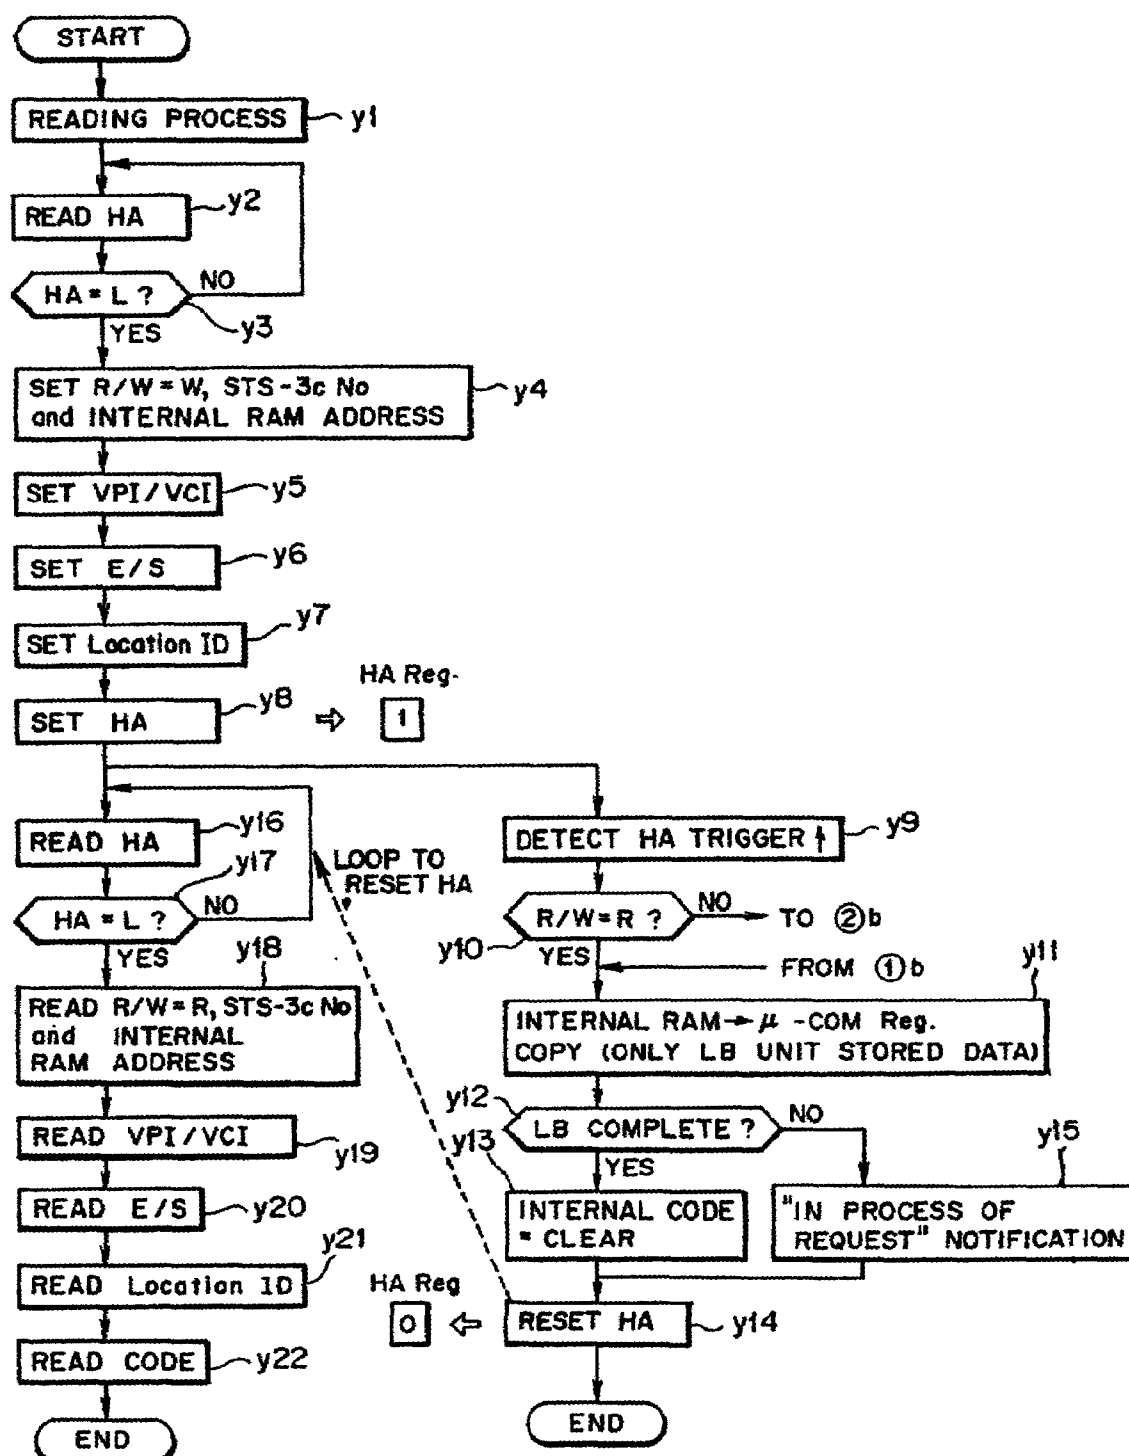 START
READING PROCESS
y1
READ HA
y2
HA = L ?
NO
y3
YES
SET R/W = W, STS-3c No
and INTERNAL RAM ADDRESS
y4
SET VPI/VCI
y5
SET E/S
y6
SET Location ID
y7
SET HA
y8
⇨
HA Reg.
1
READ HA
y16
HA = L ?
y17
NO
YES
LOOP TO
RESET HA
READ R/W=R, STS-3c No
and INTERNAL
RAM ADDRESS
y18
READ VPI/VCI
y19
READ E/S
y20
READ Location ID
y21
READ CODE
y22
END
DETECT HA TRIGGER ↑
y9
R/W=R ?
NO
TO ②b
y10
YES
FROM ①b
y11
INTERNAL RAM→ μ -COM Reg.
COPY (ONLY LB UNIT STORED DATA)
y12
LB COMPLETE ?
NO
y13
YES
y15
INTERNAL CODE
= CLEAR
"IN PROCESS OF
REQUEST" NOTIFICATION
HA Reg
0
⇦
RESET HA
y14
END